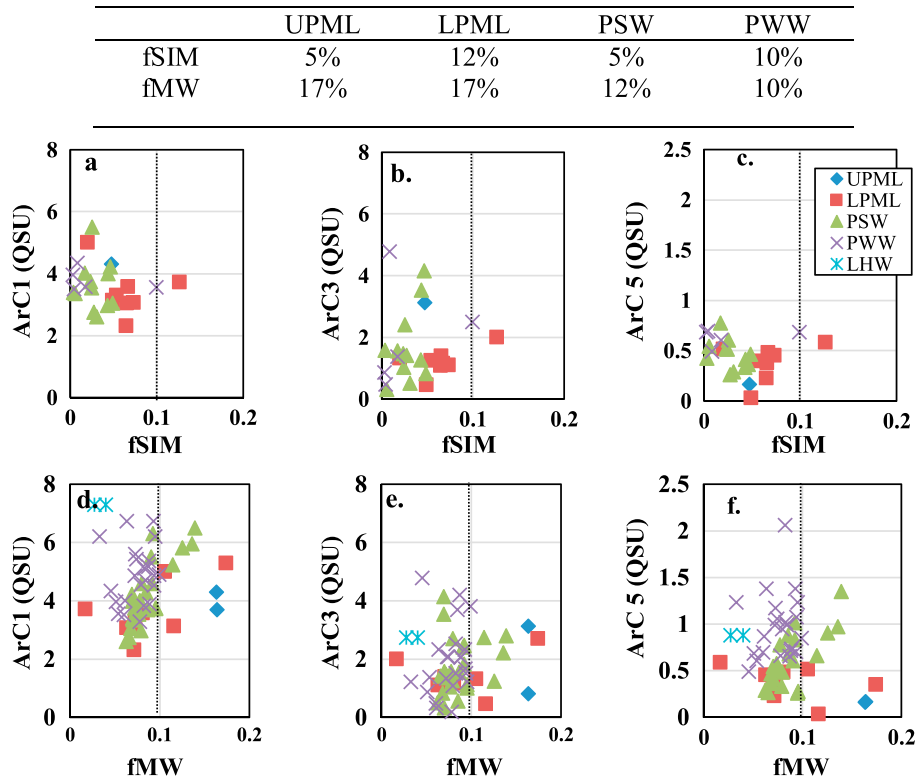 UPML LPML PSW PWW
fSIM 5% 12% 5% 10%
fMW 17% 17% 12% 10%
a
8
6
4
2
0
ArC1 (QSU)
0 0.1 0.2
fSIM
b.
8
6
4
2
0
ArC3 (QSU)
0 0.1 0.2
fSIM
c.
2.5
2
1.5
1
0.5
0
ArC 5 (QSU)
0 0.1 0.2
fSIM
UPML
LPML
PSW
PWW
LHW
d.
8
6
4
2
0
ArC1 (QSU)
0 0.1 0.2
fMW
e.
8
6
4
2
0
ArC3 (QSU)
0 0.1 0.2
fMW
f.
2.5
2
1.5
1
0.5
0
ArC 5 (QSU)
0 0.1 0.2
fMW